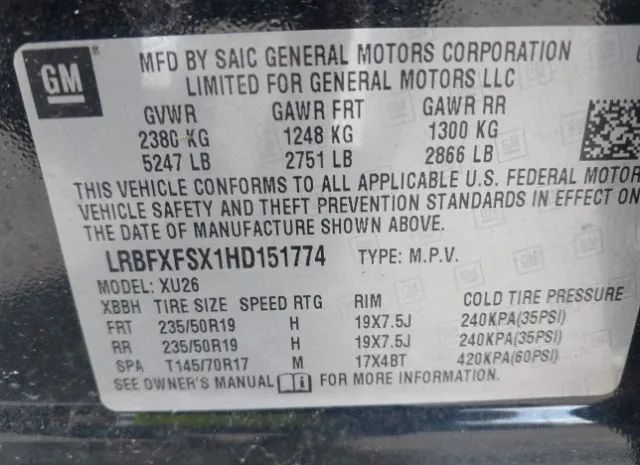 GM
MFD BY SAIC GENERAL MOTORS CORPORATION
LIMITED FOR GENERAL MOTORS LLC
GVWR GAWR FRT GAWR RR
2380 KG 1248 KG 1300 KG
5247 LB 2751 LB 2866 LB
THIS VEHICLE CONFORMS TO ALL APPLICABLE U.S. FEDERAL MOTOR
VEHICLE SAFETY AND THEFT PREVENTION STANDARDS IN EFFECT ON
THE DATE OF MANUFACTURE SHOWN ABOVE.
LRBFXFSX1HD151774 TYPE: M.P.V.
MODEL: XU26
XBBH TIRE SIZE SPEED RTG RIM COLD TIRE PRESSURE
FRT 235/50R19 H 19X7.5J 240KPA(35PSI)
RR 235/50R19 H 19X7.5J 240KPA(35PSI)
SPA T145/70R17 M 17X4BT 420KPA(60PSI)
SEE OWNER'S MANUAL FOR MORE INFORMATION.